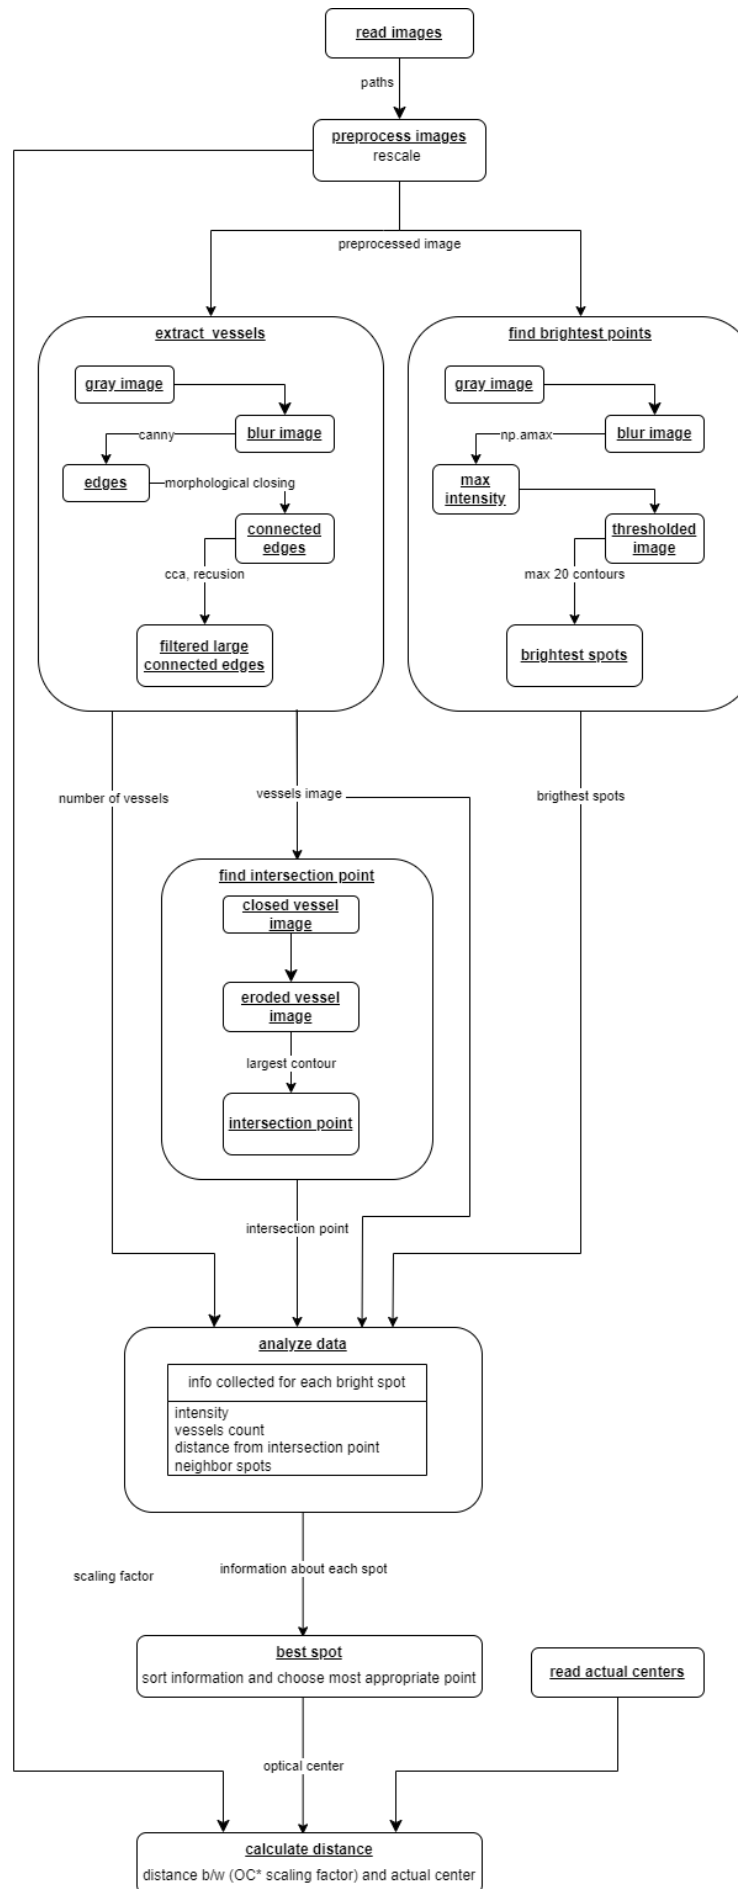 read images
paths
preprocess images
rescale
preprocessed image
extract vessels
gray image
blur image
canny
edges
morphological closing
connected
edges
cca, recusion
filtered large
connected edges
find brightest points
gray image
blur image
np.amax
max
intensity
thresholded
image
max 20 contours
brightest spots
number of vessels
vessels image
brigthest spots
find intersection point
closed vessel
image
eroded vessel
image
largest contour
intersection point
intersection point
analyze data
info collected for each bright spot
intensity
vessels count
distance from intersection point
neighbor spots
scaling factor
information about each spot
best spot
sort information and choose most appropriate point
read actual centers
optical center
calculate distance
distance b/w (OC* scaling factor) and actual center